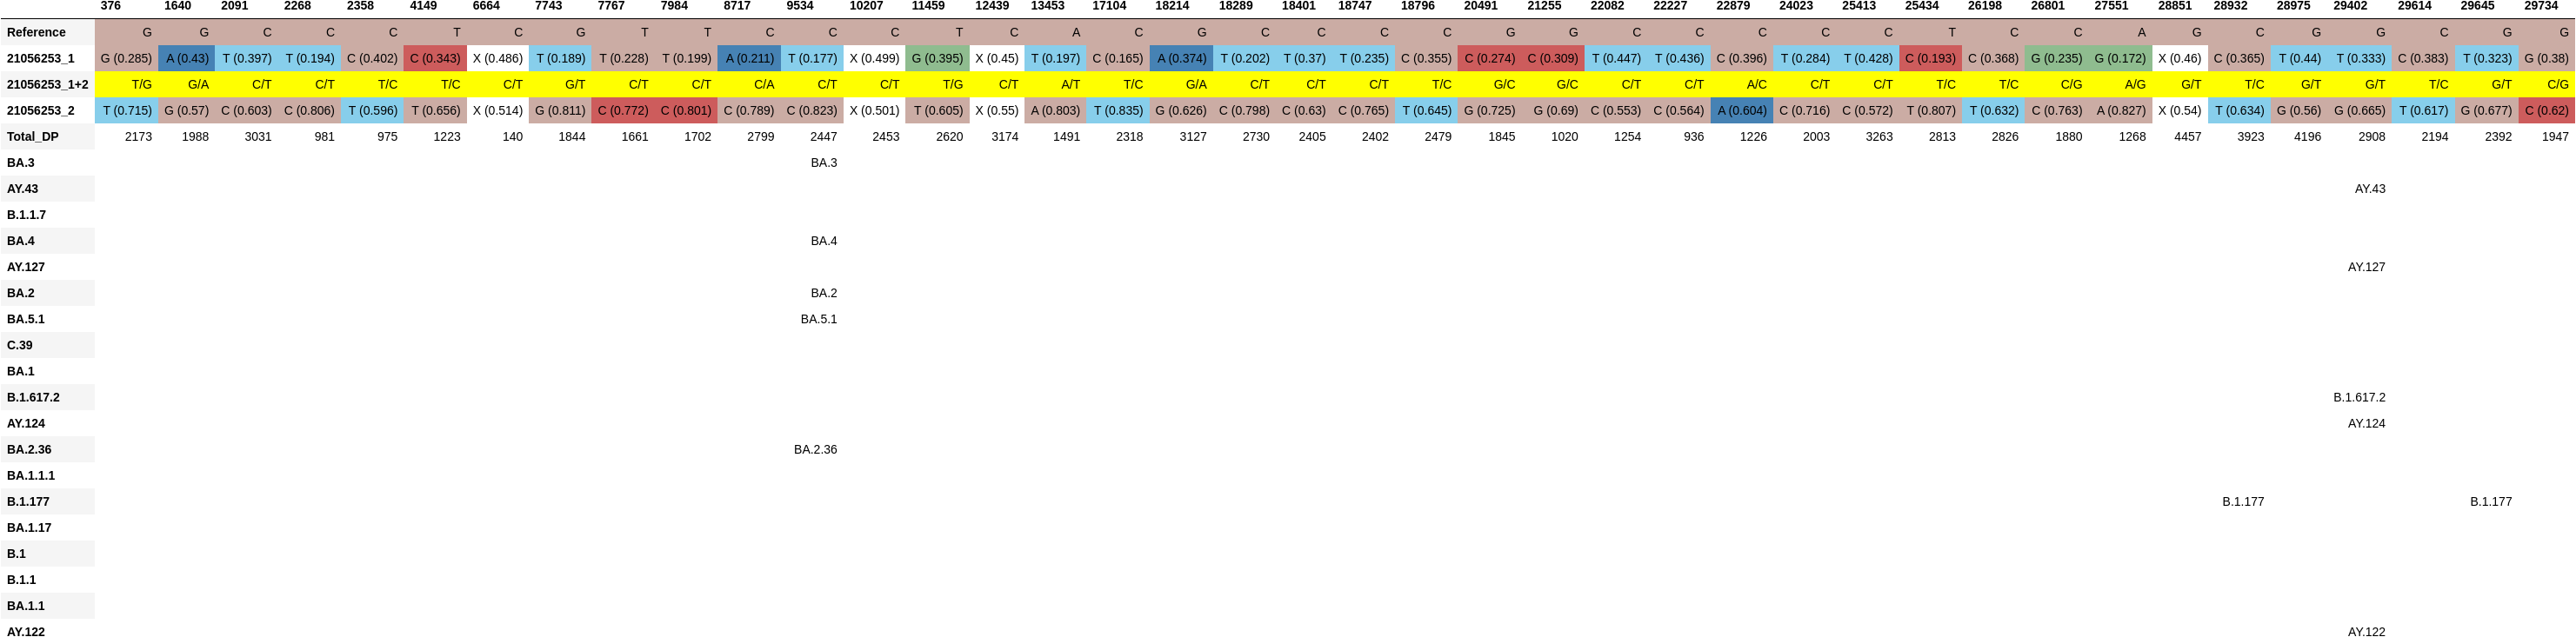 376 1640 2091 2268 2358 4149 6664 7743 7767 7984 8717 9534 10207 11459 12439 13453 17104 18214 18289 18401 18747 18796 20491 21255 22082 22227 22879 24023 25413 25434 26198 26801 27551 28851 28932 28975 29402 29614 29645 29734
Reference G G C C C T C G T T C C C T C A C G C C C C G G C C C C C T C C A G C G G C G G
21056253_1 G (0.285) A (0.43) T (0.397) T (0.194) C (0.402) C (0.343) X (0.486) T (0.189) T (0.228) T (0.199) A (0.211) T (0.177) X (0.499) G (0.395) X (0.45) T (0.197) C (0.165) A (0.374) T (0.202) T (0.37) T (0.235) C (0.355) C (0.274) C (0.309) T (0.447) T (0.436) C (0.396) T (0.284) T (0.428) C (0.193) C (0.368) G (0.235) G (0.172) X (0.46) C (0.365) T (0.44) T (0.333) C (0.383) T (0.323) G (0.38)
21056253_1+2 T/G G/A C/T C/T T/C T/C C/T G/T C/T C/T C/A C/T C/T T/G C/T A/T T/C G/A C/T C/T C/T T/C G/C G/C C/T C/T A/C C/T C/T T/C T/C C/G A/G G/T T/C G/T G/T T/C G/T C/G
21056253_2 T (0.715) G (0.57) C (0.603) C (0.806) T (0.596) T (0.656) X (0.514) G (0.811) C (0.772) C (0.801) C (0.789) C (0.823) X (0.501) T (0.605) X (0.55) A (0.803) T (0.835) G (0.626) C (0.798) C (0.63) C (0.765) T (0.645) G (0.725) G (0.69) C (0.553) C (0.564) A (0.604) C (0.716) C (0.572) T (0.807) T (0.632) C (0.763) A (0.827) X (0.54) T (0.634) G (0.56) G (0.665) T (0.617) G (0.677) C (0.62)
Total_DP 2173 1988 3031 981 975 1223 140 1844 1661 1702 2799 2447 2453 2620 3174 1491 2318 3127 2730 2405 2402 2479 1845 1020 1254 936 1226 2003 3263 2813 2826 1880 1268 4457 3923 4196 2908 2194 2392 1947
BA.3 BA.3
AY.43 AY.43
B.1.1.7
BA.4 BA.4
AY.127 AY.127
BA.2 BA.2
BA.5.1 BA.5.1
C.39
BA.1
B.1.617.2 B.1.617.2
AY.124 AY.124
BA.2.36 BA.2.36
BA.1.1.1
B.1.177 B.1.177 B.1.177
BA.1.17
B.1
B.1.1
BA.1.1
AY.122 AY.122